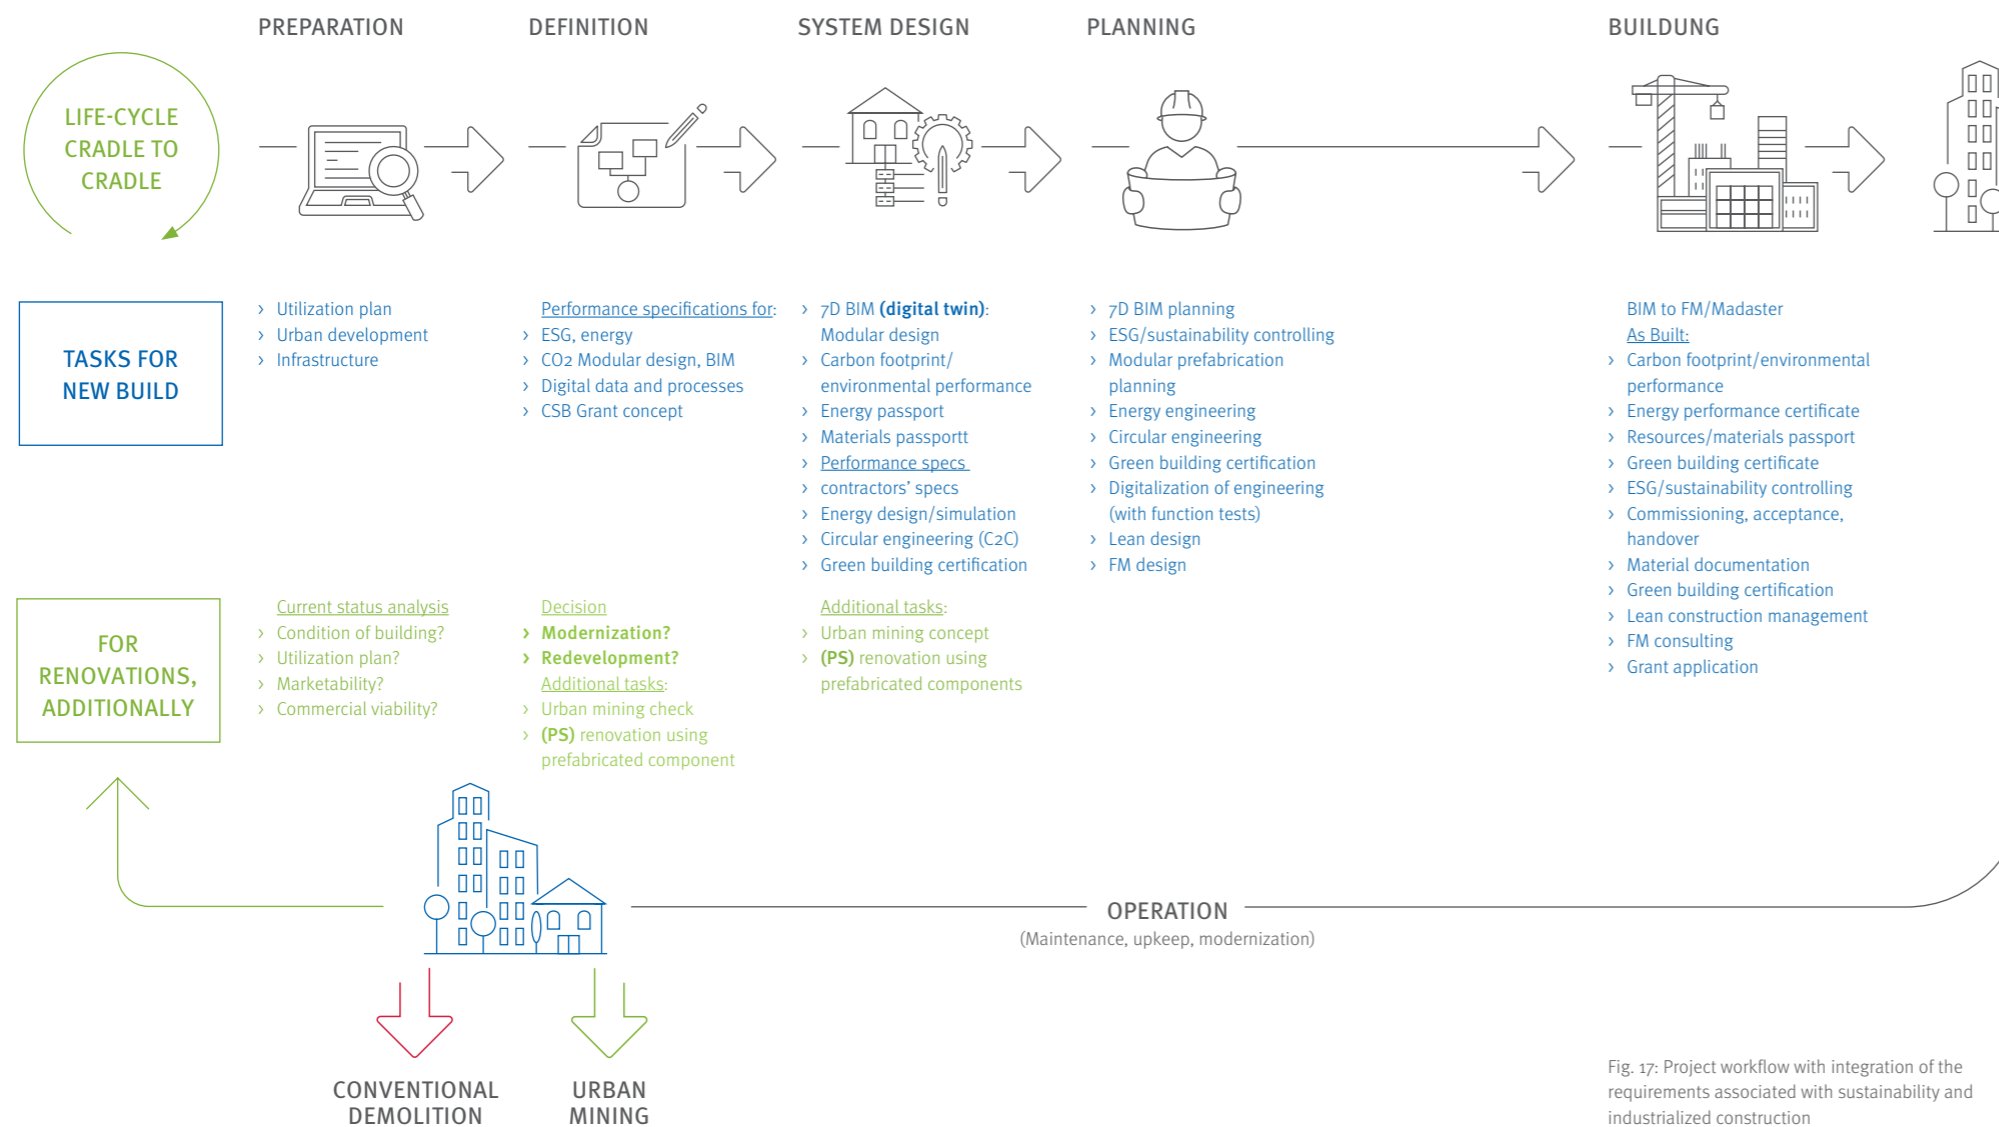 PREPARATION
DEFINITION
SYSTEM DESIGN
PLANNING
BUILDUNG
LIFE-CYCLE
CRADLE TO
CRADLE
TASKS FOR
NEW BUILD
› Utilization plan
› Urban development
› Infrastructure
Performance specifications for:
› ESG, energy
› CO2 Modular design, BIM
› Digital data and processes
› CSB Grant concept
› 7D BIM (digital twin):
Modular design
› Carbon footprint/
environmental performance
› Energy passport
› Materials passportt
› Performance specs
› contractors’ specs
› Energy design/simulation
› Circular engineering (C2C)
› Green building certification
› 7D BIM planning
› ESG/sustainability controlling
› Modular prefabrication
planning
› Energy engineering
› Circular engineering
› Green building certification
› Digitalization of engineering
(with function tests)
› Lean design
› FM design
BIM to FM/Madaster
As Built:
› Carbon footprint/environmental
performance
› Energy performance certificate
› Resources/materials passport
› Green building certificate
› ESG/sustainability controlling
› Commissioning, acceptance,
handover
› Material documentation
› Green building certification
› Lean construction management
› FM consulting
› Grant application
FOR
RENOVATIONS,
ADDITIONALLY
Current status analysis
› Condition of building?
› Utilization plan?
› Marketability?
› Commercial viability?
Decision
› Modernization?
› Redevelopment?
Additional tasks:
› Urban mining check
› (PS) renovation using
prefabricated component
Additional tasks:
› Urban mining concept
› (PS) renovation using
prefabricated components
OPERATION
(Maintenance, upkeep, modernization)
CONVENTIONAL
DEMOLITION
URBAN
MINING
Fig. 17: Project workflow with integration of the
requirements associated with sustainability and
industrialized construction